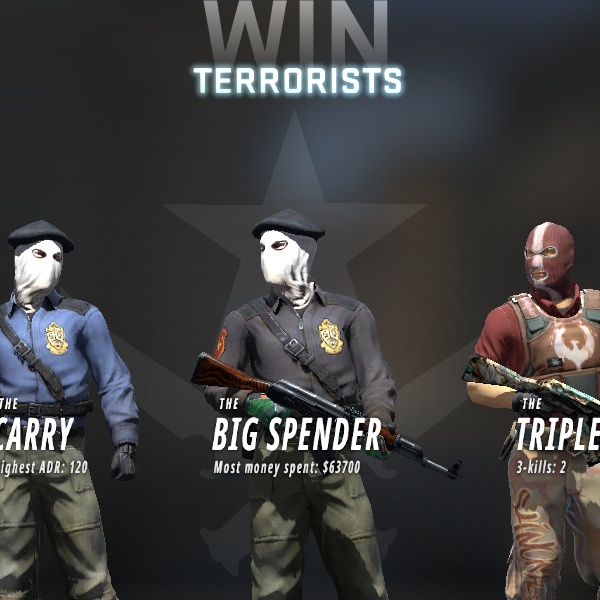 WIN
TERRORISTS
THE
CARRY
ighest ADR: 120
THE
BIG SPENDER
Most money spent: $63700
THE
TRIPLE
3-kills: 2